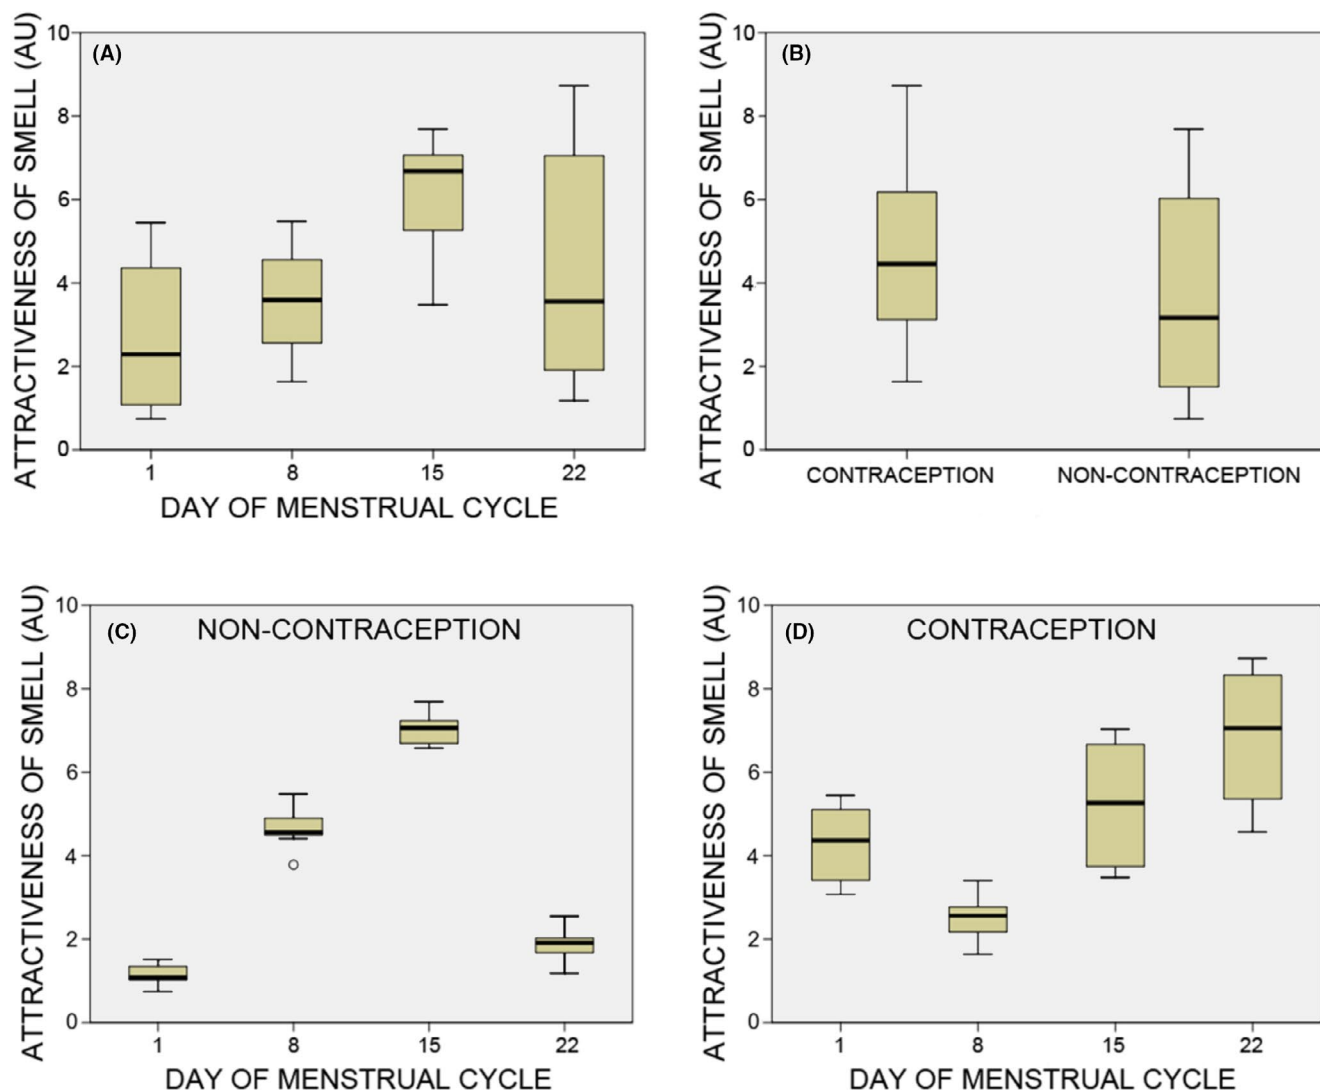 (A)
ATTRACTIVENESS OF SMELL (AU)
10
8
6
4
2
0
1 8 15 22
DAY OF MENSTRUAL CYCLE
(B)
ATTRACTIVENESS OF SMELL (AU)
10
8
6
4
2
0
CONTRACEPTION NON-CONTRACEPTION
(C) NON-CONTRACEPTION
ATTRACTIVENESS OF SMELL (AU)
10
8
6
4
2
0
1 8 15 22
DAY OF MENSTRUAL CYCLE
(D) CONTRACEPTION
ATTRACTIVENESS OF SMELL (AU)
10
8
6
4
2
0
1 8 15 22
DAY OF MENSTRUAL CYCLE